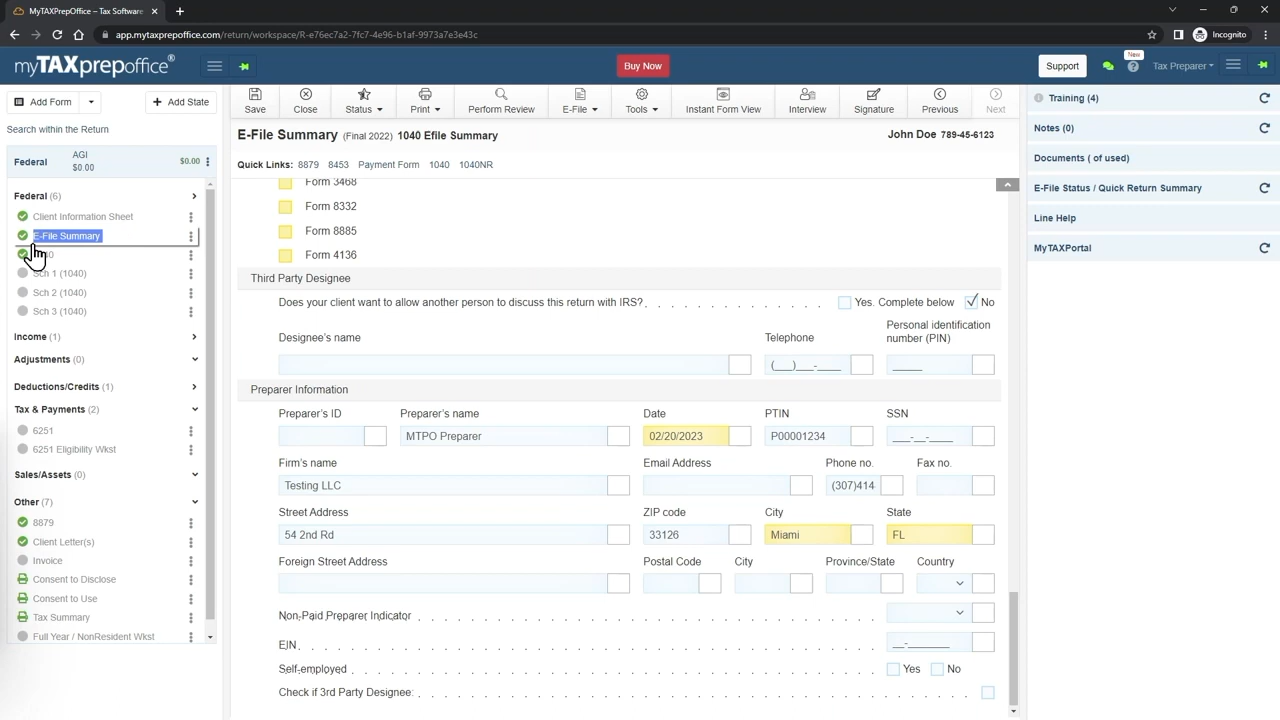 MyTAXPrepOffice – Tax Software
app.mytaxprepoffice.com/return/workspace/R-e76ec7a2-7fc7-4e96-b1af-9973a7e3e43c
Incognito
myTAXprepoffice®
Buy Now
Support
New
Tax Preparer
Add Form
Add State
Search within the Return
Federal AGI $0.00
$0.00
Federal (6)
Client Information Sheet
E-File Summary
Sch 1 (1040)
Sch 2 (1040)
Sch 3 (1040)
Income (1)
Adjustments (0)
Deductions/Credits (1)
Tax & Payments (2)
6251
6251 Eligibility Wkst
Sales/Assets (0)
Other (7)
8879
Client Letter(s)
Invoice
Consent to Disclose
Consent to Use
Tax Summary
Full Year / NonResident Wkst
Save Close Status Print Perform Review E-File Tools Instant Form View Interview Signature Previous Next
E-File Summary (Final 2022) 1040 Efile Summary
John Doe 789-45-6123
Quick Links: 8879 8453 Payment Form 1040 1040NR
Form 3468
Form 8332
Form 8885
Form 4136
Third Party Designee
Does your client want to allow another person to discuss this return with IRS? Yes. Complete below No
Designee's name Telephone Personal identification number (PIN)
(___)___-____ _____
Preparer Information
Preparer's ID Preparer's name Date PTIN SSN
MTPO Preparer 02/20/2023 P00001234 ___-__-____
Firm's name Email Address Phone no. Fax no.
Testing LLC (307)414
Street Address ZIP code City State
54 2nd Rd 33126 Miami FL
Foreign Street Address Postal Code City Province/State Country
Non-Paid Preparer Indicator
EIN __-_______
Self-employed Yes No
Check if 3rd Party Designee:
Training (4)
Notes (0)
Documents ( of used)
E-File Status / Quick Return Summary
Line Help
MyTAXPortal